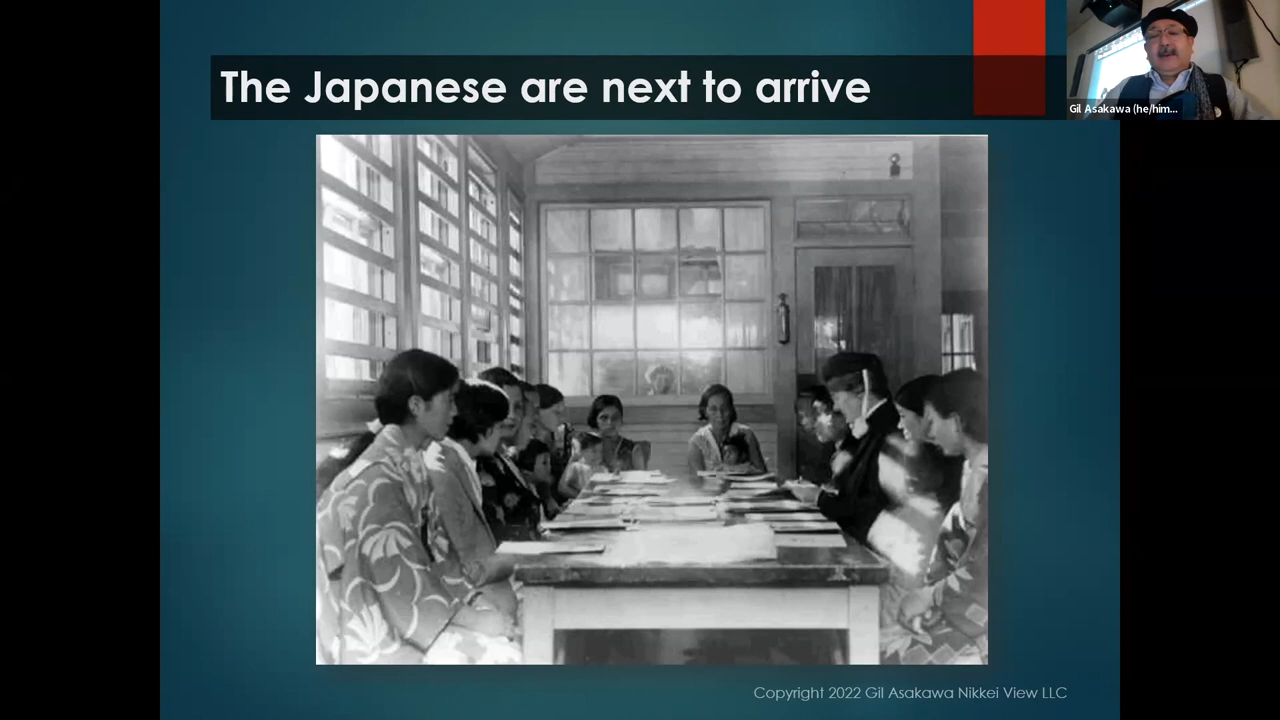 The Japanese are next to arrive
Gil Asakawa (he/him...
Copyright 2022 Gil Asakawa Nikkei View LLC